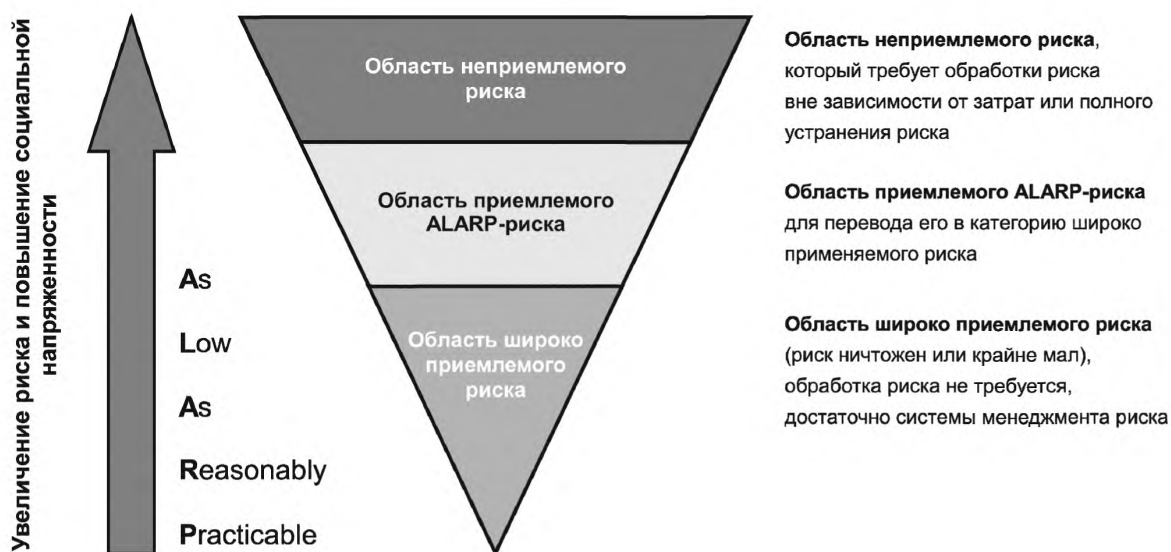 Увеличение риска и повышение социальной
напряженности
As
Low
As
Reasonably
Practicable
Область неприемлемого
риска
Область приемлемого
ALARP-риска
Область широко
приемлемого
риска
Область неприемлемого риска,
который требует обработки риска
вне зависимости от затрат или полного
устранения риска
Область приемлемого ALARP-риска
для перевода его в категорию широко
применяемого риска
Область широко приемлемого риска
(риск ничтожен или крайне мал),
обработка риска не требуется,
достаточно системы менеджмента риска